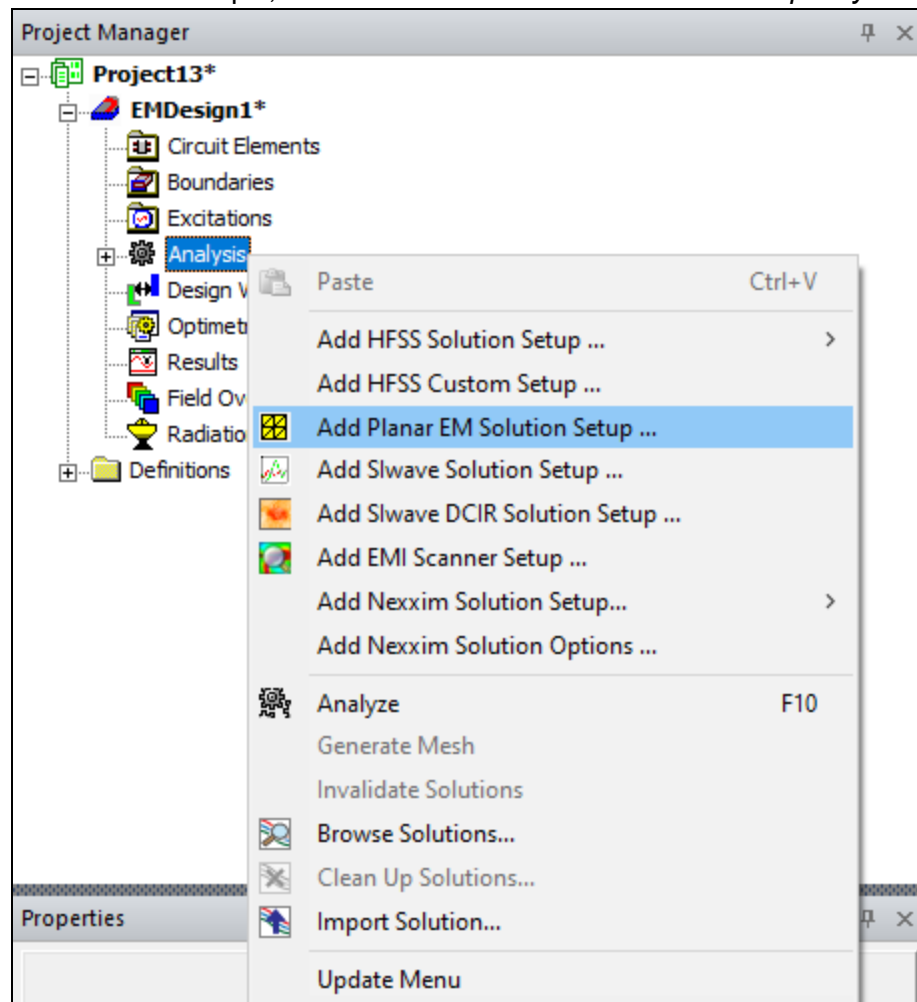 Project Manager
Project13*
EMDesign1*
Circuit Elements
Boundaries
Excitations
Analysis
Paste Ctrl+V
Design V
Optimetr
Add HFSS Solution Setup ...
Results
Add HFSS Custom Setup ...
Field Ov
Add Planar EM Solution Setup ...
Radiatio
Definitions
Add SIwave Solution Setup ...
Add SIwave DCIR Solution Setup ...
Add EMI Scanner Setup ...
Add Nexxim Solution Setup...
Add Nexxim Solution Options ...
Analyze F10
Generate Mesh
Invalidate Solutions
Browse Solutions...
Clean Up Solutions...
Properties
Import Solution...
Update Menu